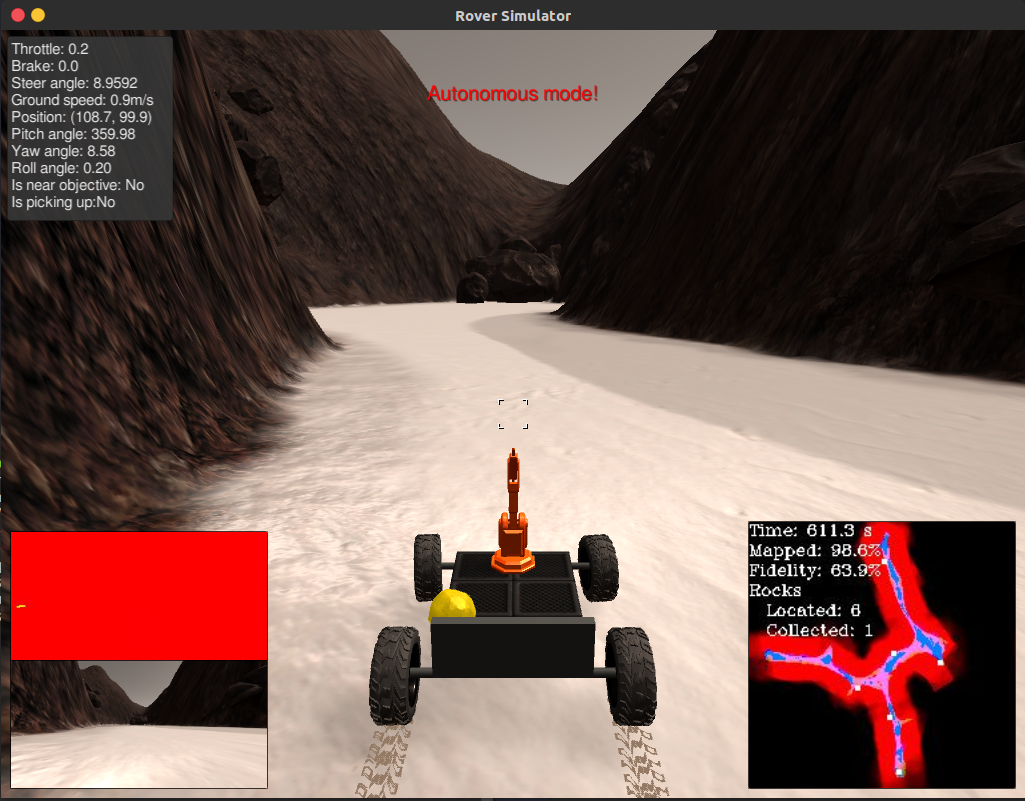 Rover Simulator
Throttle: 0.2
Brake: 0.0
Steer angle: 8.9592
Ground speed: 0.9m/s
Position: (108.7, 99.9)
Pitch angle: 359.98
Yaw angle: 8.58
Roll angle: 0.20
Is near objective: No
Is picking up:No
Autonomous mode!
Time: 611.3 s
Mapped: 98.6%
Fidelity: 63.9%
Rocks
Located: 6
Collected: 1